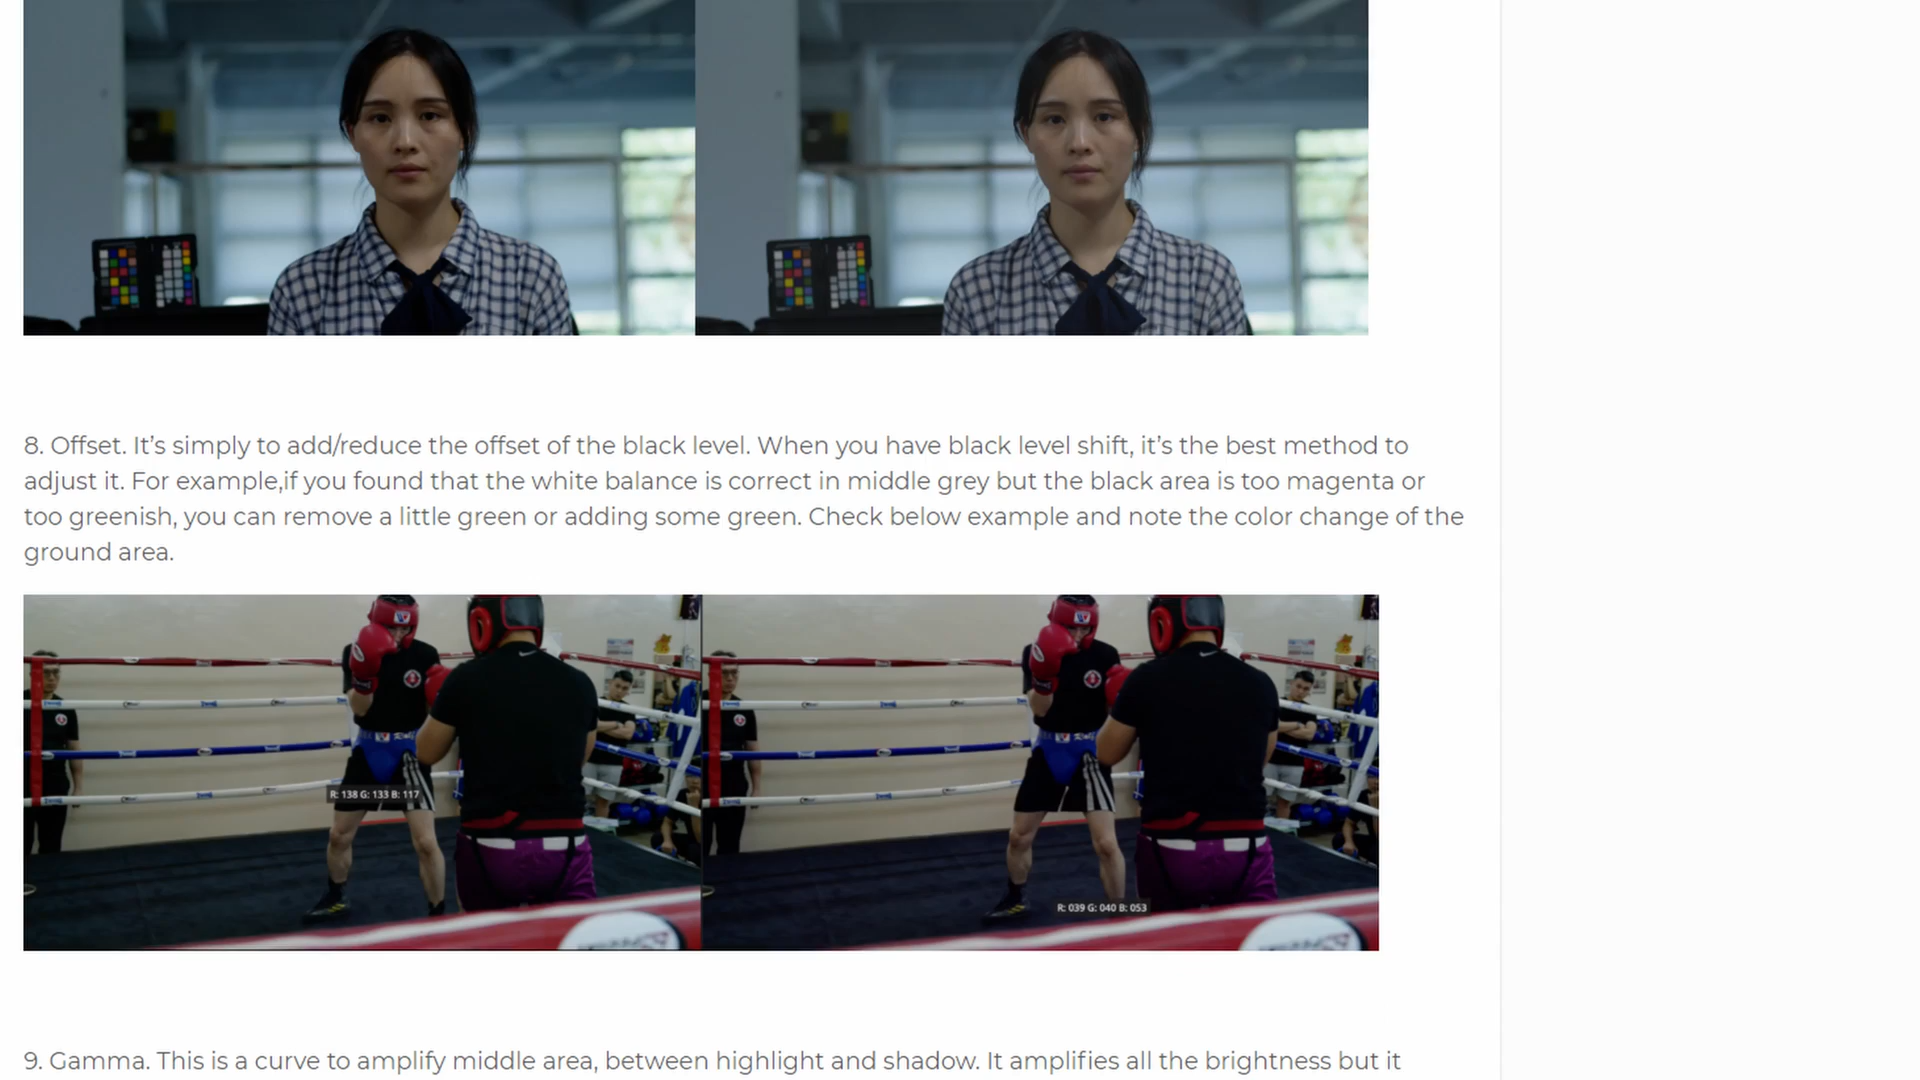 8. Offset. It’s simply to add/reduce the offset of the black level. When you have black level shift, it’s the best method to
adjust it. For example,if you found that the white balance is correct in middle grey but the black area is too magenta or
too greenish, you can remove a little green or adding some green. Check below example and note the color change of the
ground area.
R: 138 G: 133 B: 117
R: 039 G: 040 B: 053
9. Gamma. This is a curve to amplify middle area, between highlight and shadow. It amplifies all the brightness but it